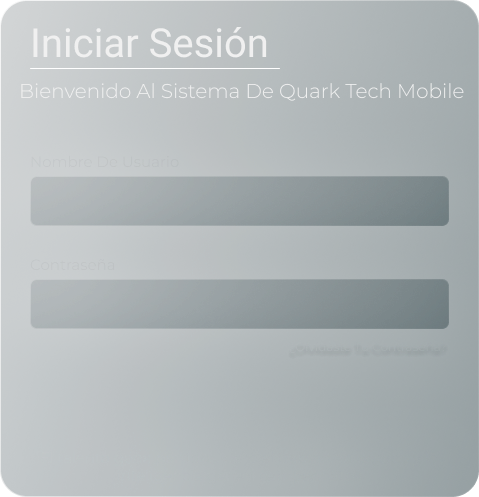 Iniciar Sesión
Bienvenido Al Sistema De Quark Tech Mobile
Nombre De Usuario
Contraseña
¿Olvidaste Tu Contraseña?